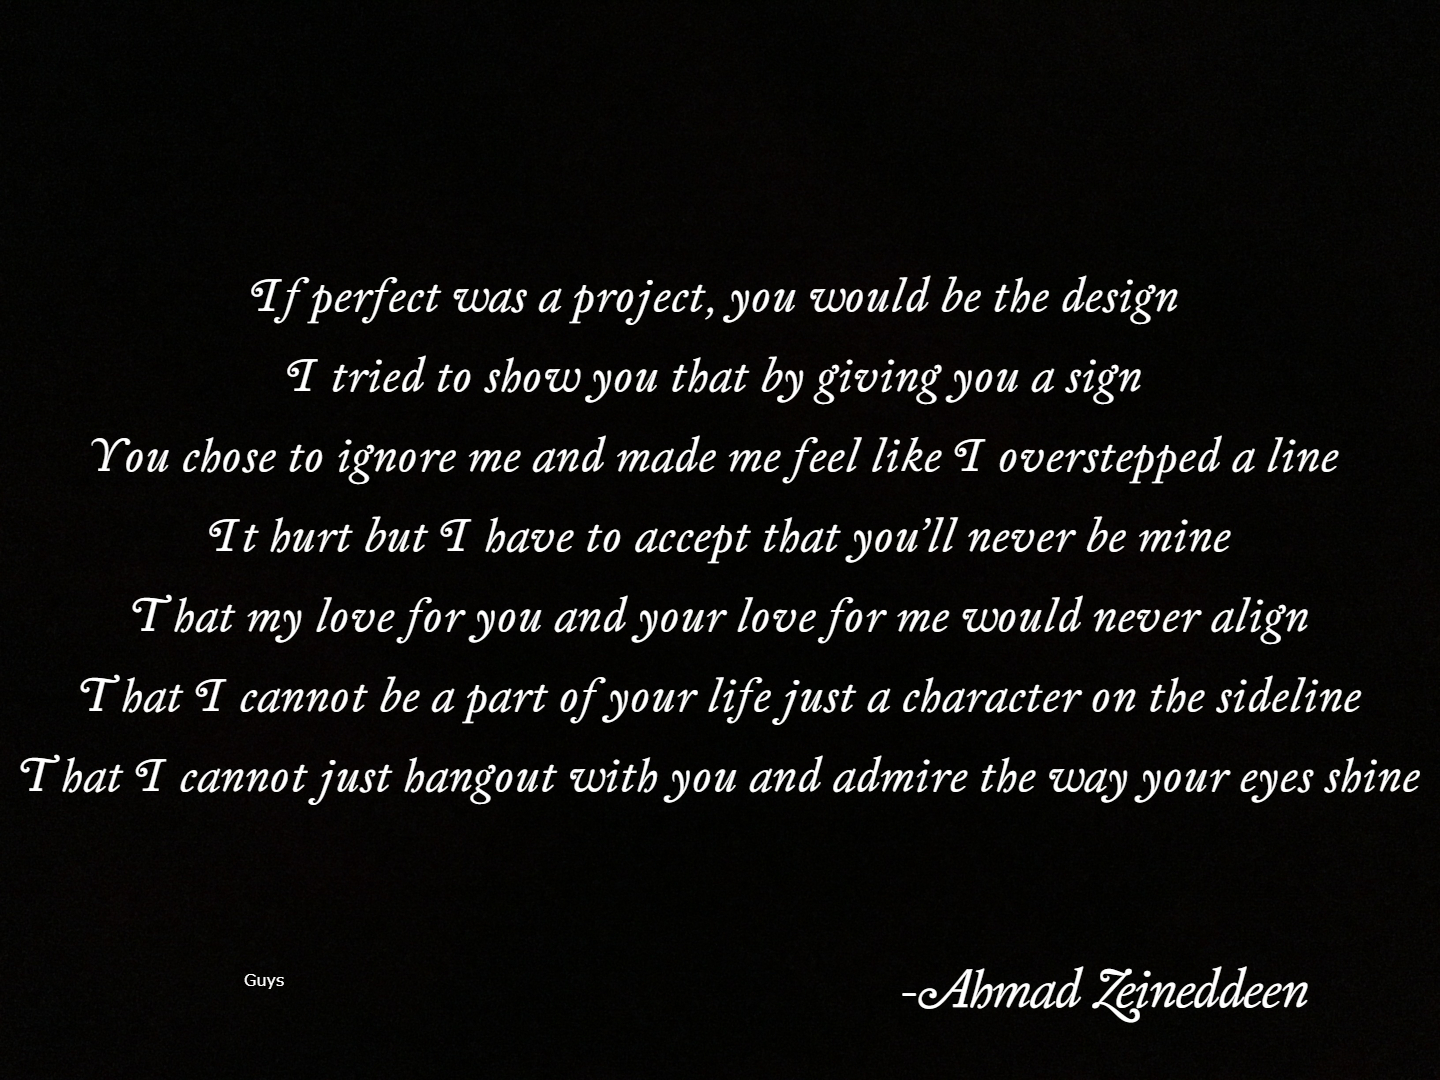 If perfect was a project, you would be the design
I tried to show you that by giving you a sign
You chose to ignore me and made me feel like I overstepped a line
It hurt but I have to accept that you’ll never be mine
That my love for you and your love for me would never align
That I cannot be a part of your life just a character on the sideline
That I cannot just hangout with you and admire the way your eyes shine
Guys
-Ahmad Zeineddeen